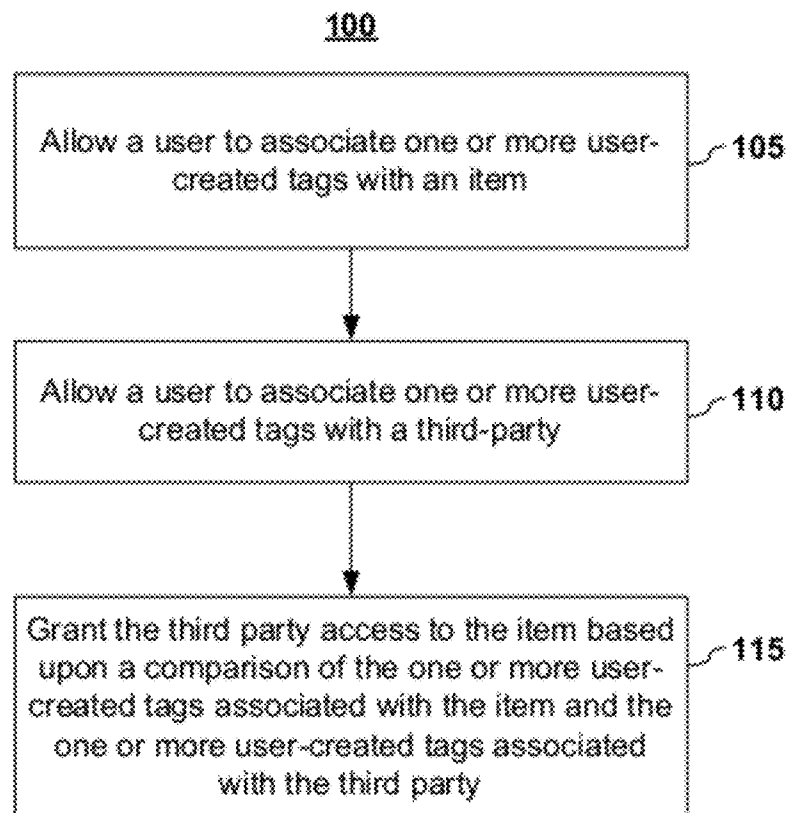 100
Allow a user to associate one or more user-
created tags with an item
105
Allow a user to associate one or more user-
created tags with a third-party
110
Grant the third party access to the item based
upon a comparison of the one or more user-
created tags associated with the item and the
one or more user-created tags associated
with the third party
115